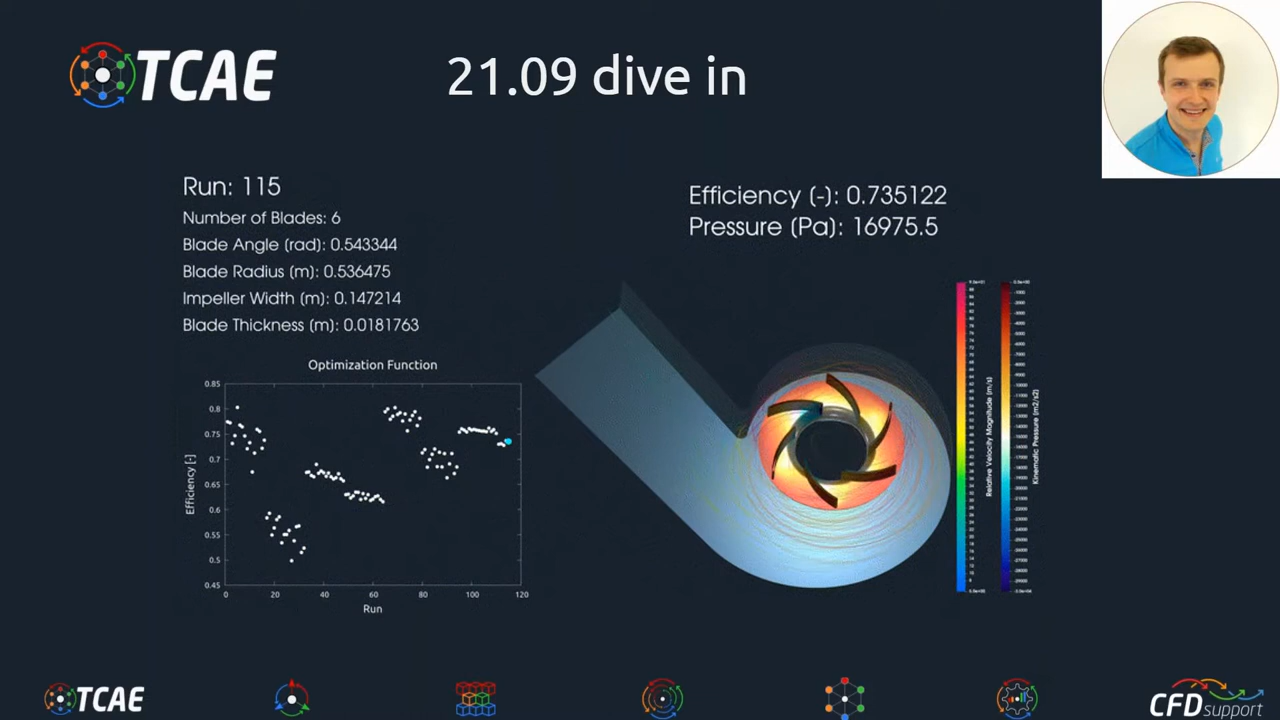 TCAE
21.09 dive in
Run: 115
Number of Blades: 6
Blade Angle (rad): 0.543344
Blade Radius (m): 0.536475
Impeller Width (m): 0.147214
Blade Thickness (m): 0.0181763
Efficiency (-): 0.735122
Pressure (Pa): 16975.5
Optimization Function
0.85
0.8
0.75
0.7
0.65
0.6
0.55
0.5
0.45
Efficiency [-]
0 20 40 60 80 100 120
Run
Relative Velocity Magnitude (m/s)
Kinematic Pressure (m2/s2)
TCAE
CFD support